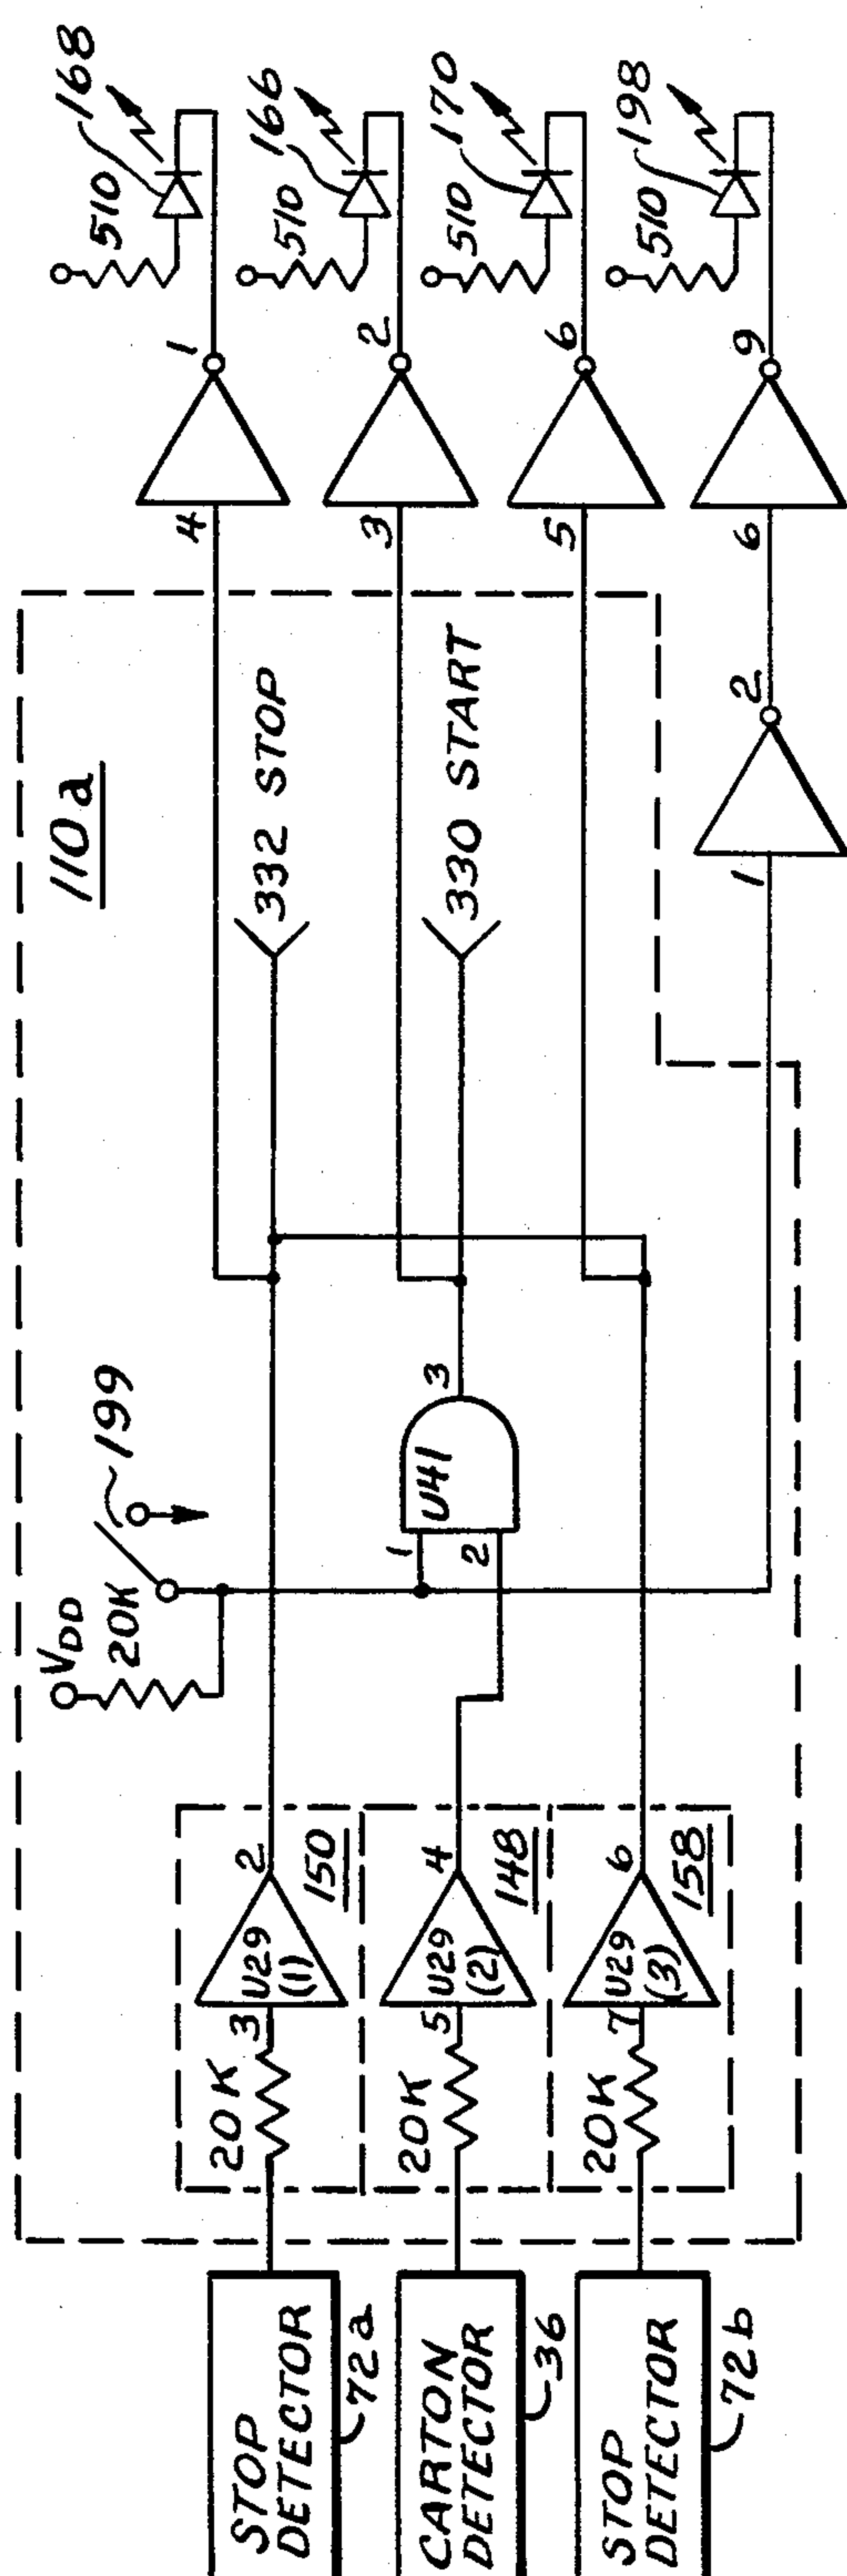 STOP
DETECTOR
72a
CARTON
DETECTOR
36
STOP
DETECTOR
72b
20K
3
U29
(1)
2
150
20K
5
U29
(2)
4
148
20K
7
U29
(3)
6
158
VDD
20K
199
1
2
U41
3
110a
332 STOP
330 START
4
1
510
168
3
2
510
166
5
6
510
170
1
2
6
9
510
198